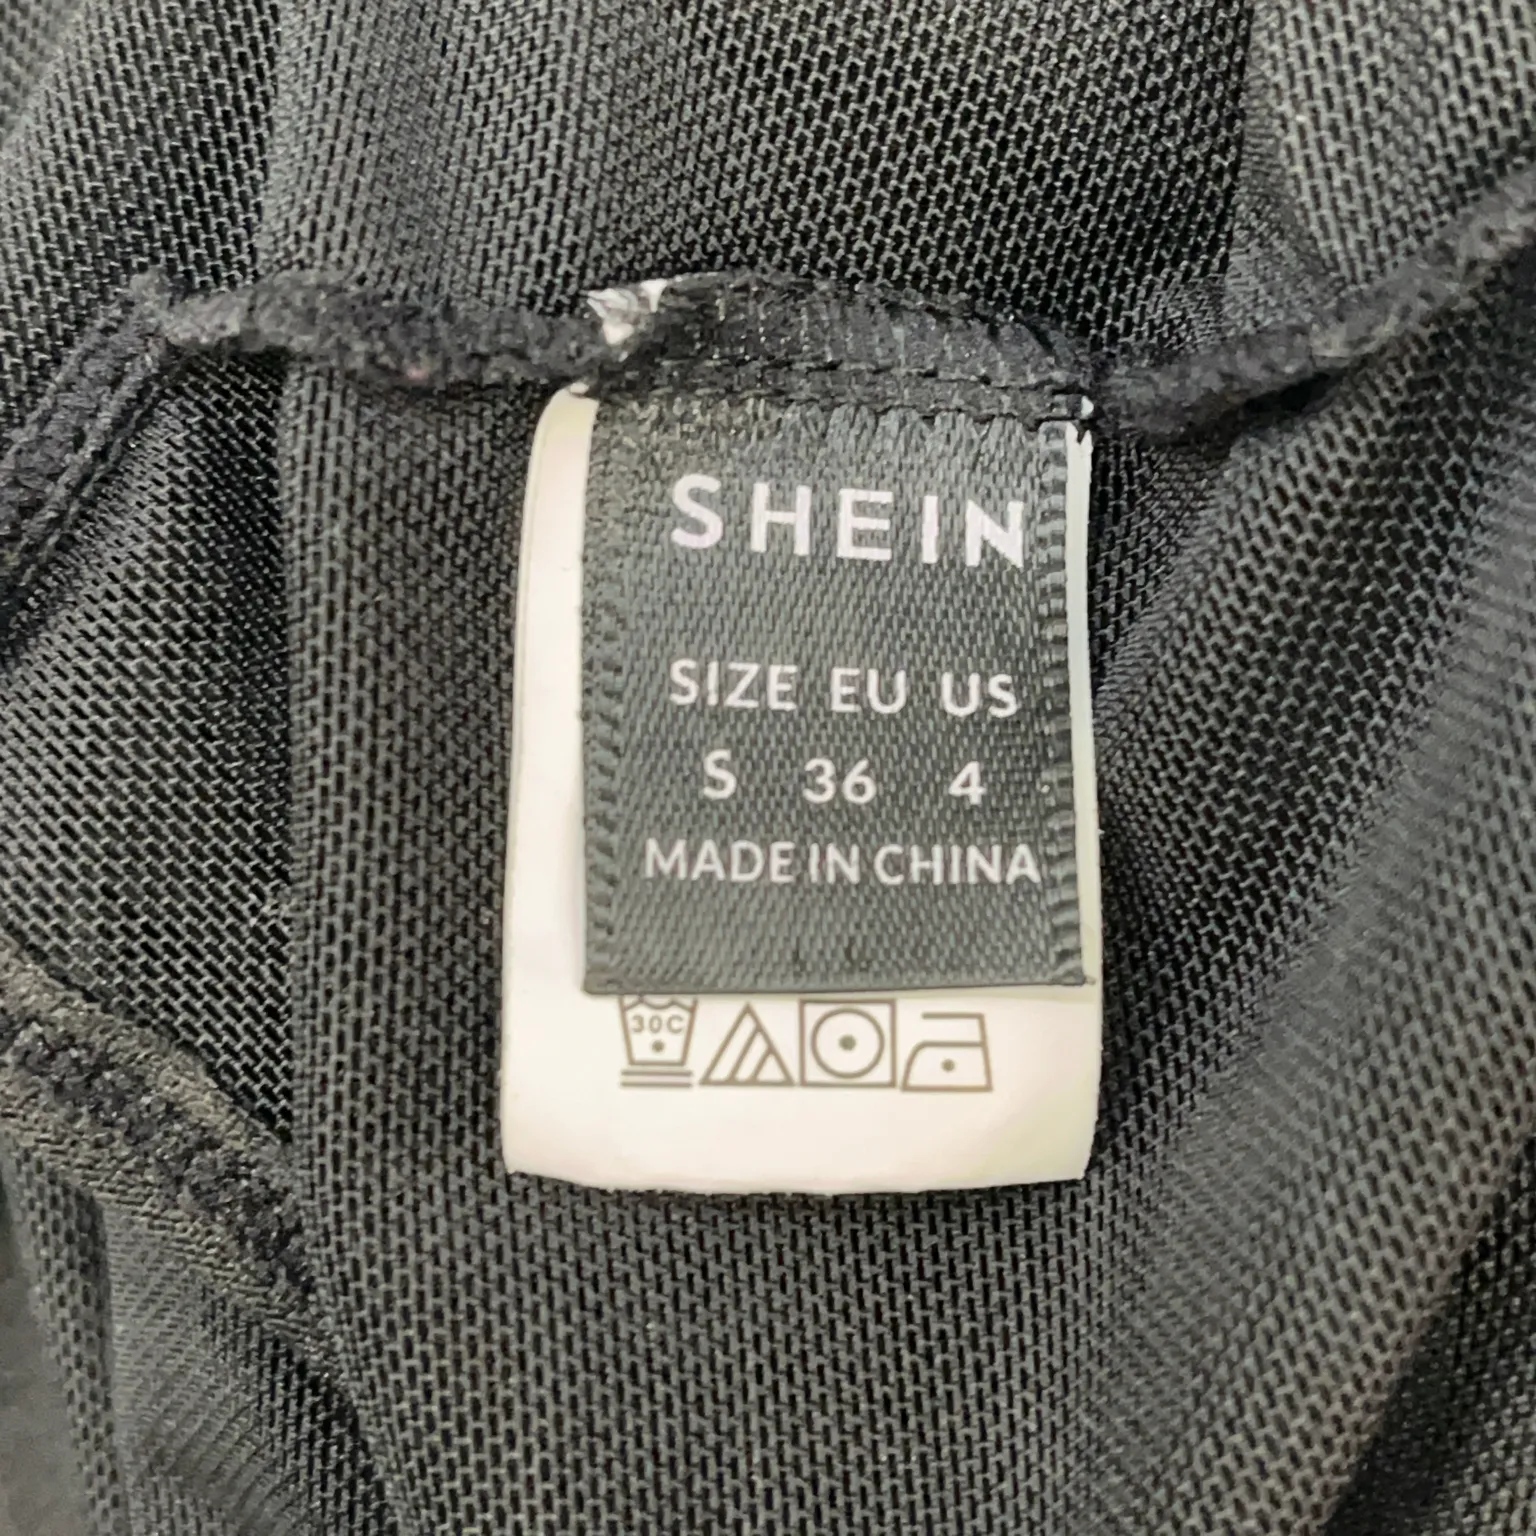 SHEIN
SIZE EU US
S 36 4
MADE IN CHINA
30C